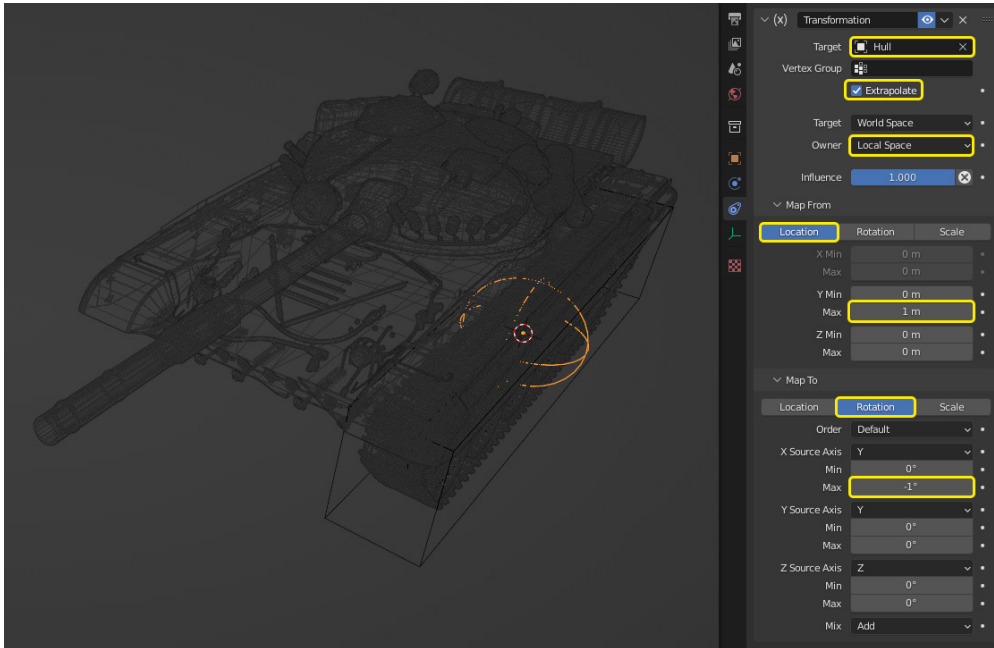 (x) Transformation
Target Hull
Vertex Group
Extrapolate
Target World Space
Owner Local Space
Influence 1.000
Map From
Location Rotation Scale
X Min 0 m
Max 0 m
Y Min 0 m
Max 1 m
Z Min 0 m
Max 0 m
Map To
Location Rotation Scale
Order Default
X Source Axis Y
Min 0°
Max -1°
Y Source Axis Y
Min 0°
Max 0°
Z Source Axis Z
Min 0°
Max 0°
Mix Add